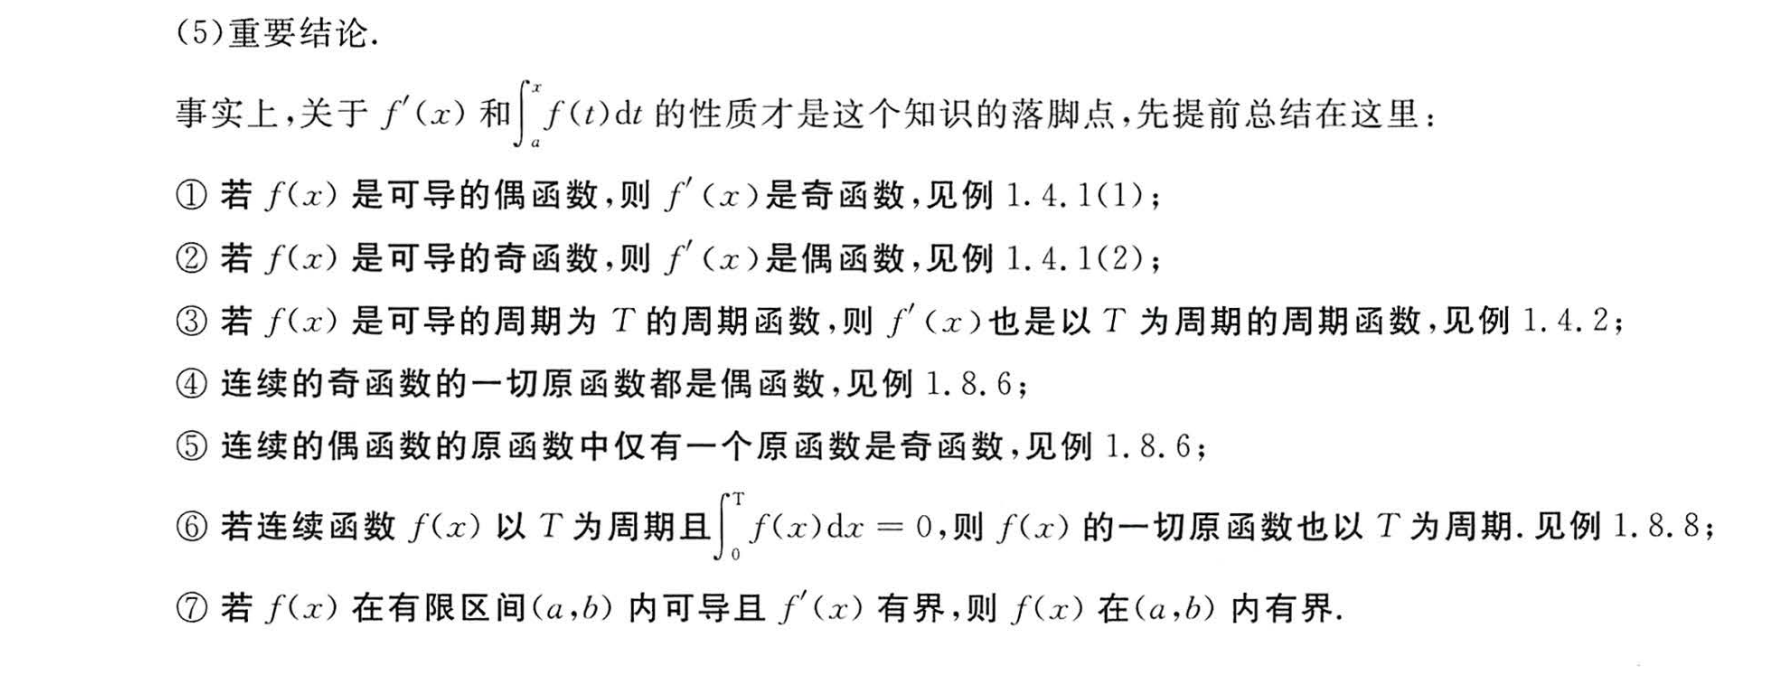 (5)重要结论.
事实上,关于 f′(x) 和∫ₐˣ f(t)dt 的性质才是这个知识的落脚点,先提前总结在这里:
① 若 f(x) 是可导的偶函数,则 f′(x)是奇函数,见例 1.4.1(1);
② 若 f(x) 是可导的奇函数,则 f′(x)是偶函数,见例 1.4.1(2);
③ 若 f(x) 是可导的周期为 T 的周期函数,则 f′(x)也是以 T 为周期的周期函数,见例 1.4.2;
④ 连续的奇函数的一切原函数都是偶函数,见例 1.8.6;
⑤ 连续的偶函数的原函数中仅有一个原函数是奇函数,见例 1.8.6;
⑥ 若连续函数 f(x) 以 T 为周期且∫₀ᵀ f(x)dx = 0,则 f(x) 的一切原函数也以 T 为周期.见例 1.8.8;
⑦ 若 f(x) 在有限区间(a,b) 内可导且 f′(x) 有界,则 f(x) 在(a,b) 内有界.